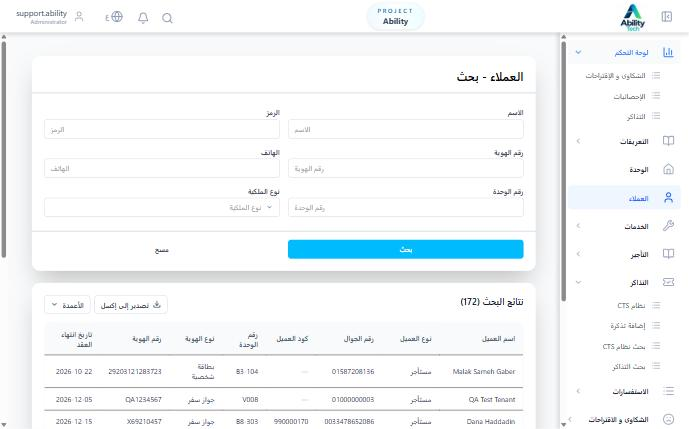 support.ability
Administrator
ع
PROJECT
Ability
Ability
tech
لوحة التحكم
الشكاوى و الإقتراحات
الإحصائيات
التذاكر
التعريفات
الوحدة
العملاء
الخدمات
التأجير
التذاكر
نظام CTS
إضافة تذكرة
بحث نظام CTS
بحث التذاكر
الاستفسارات
الشكاوى و الاقتراحات
العملاء - بحث
الاسم
الرمز
الاسم
الرمز
رقم الهوية
الهاتف
رقم الهوية
الهاتف
رقم الوحدة
نوع الملكية
رقم الوحدة
نوع الملكية
بحث
مسح
نتائج البحث (172)
تصدير إلى إكسل
الأعمدة
اسم العميل نوع العميل رقم الجوال كود العميل رقم الوحدة نوع الهوية رقم الهوية تاريخ انتهاء العقد
Malak Sameh Gaber مستأجر 01587208136 — B3-104 بطاقة شخصية 29203121283723 2026-10-22
QA Test Tenant مستأجر 01000000003 — V008 جواز سفر QA1234567 2026-12-05
Dana Haddadin مستأجر 0033478652086 990000170 B8-303 جواز سفر X69210457 2026-12-15